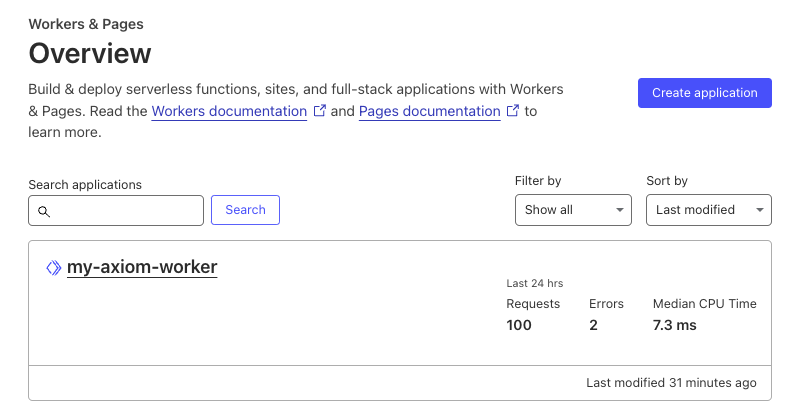 Workers & Pages
Overview
Build & deploy serverless functions, sites, and full-stack applications with Workers
& Pages. Read the Workers documentation and Pages documentation to
learn more.
Create application
Search applications
Search
Filter by
Show all
Sort by
Last modified
my-axiom-worker
Last 24 hrs
Requests Errors Median CPU Time
100 2 7.3 ms
Last modified 31 minutes ago